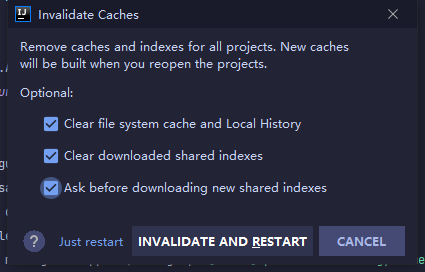 IJ Invalidate Caches
Remove caches and indexes for all projects. New caches
will be built when you reopen the projects.
Optional:
Clear file system cache and Local History
Clear downloaded shared indexes
Ask before downloading new shared indexes
? Just restart INVALIDATE AND RESTART CANCEL